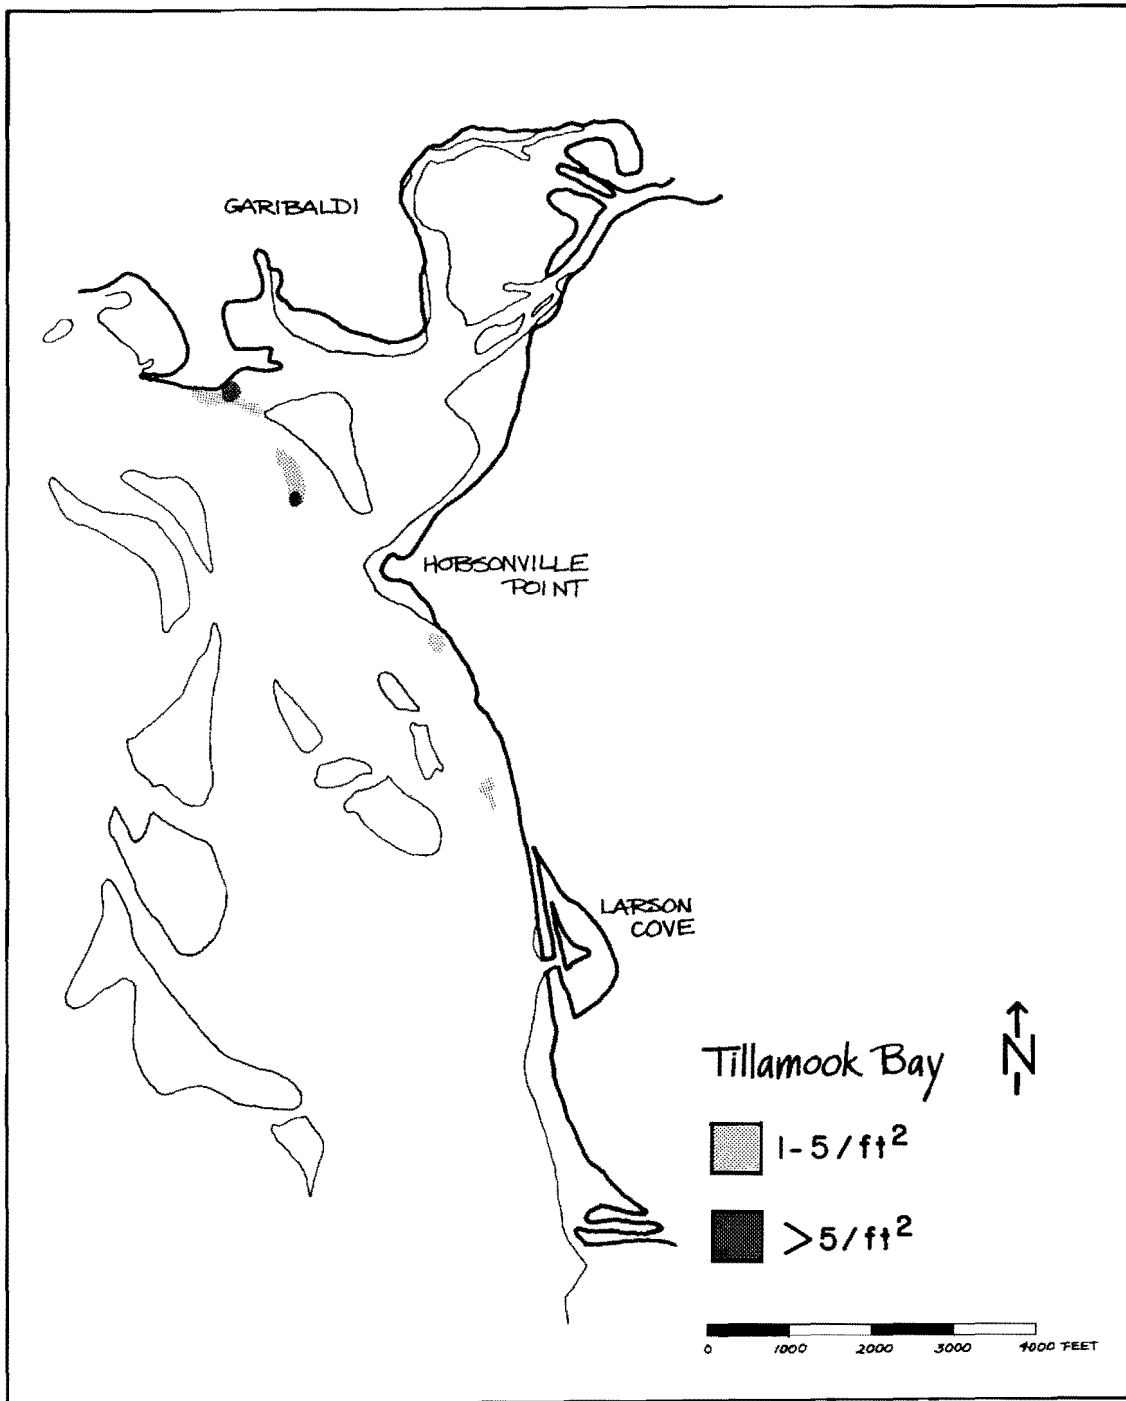 GARIBALDI
HOBSONVILLE
POINT
LARSON
COVE
N
Tillamook Bay
1-5/ft²
>5/ft²
0 1000 2000 3000 4000 FEET